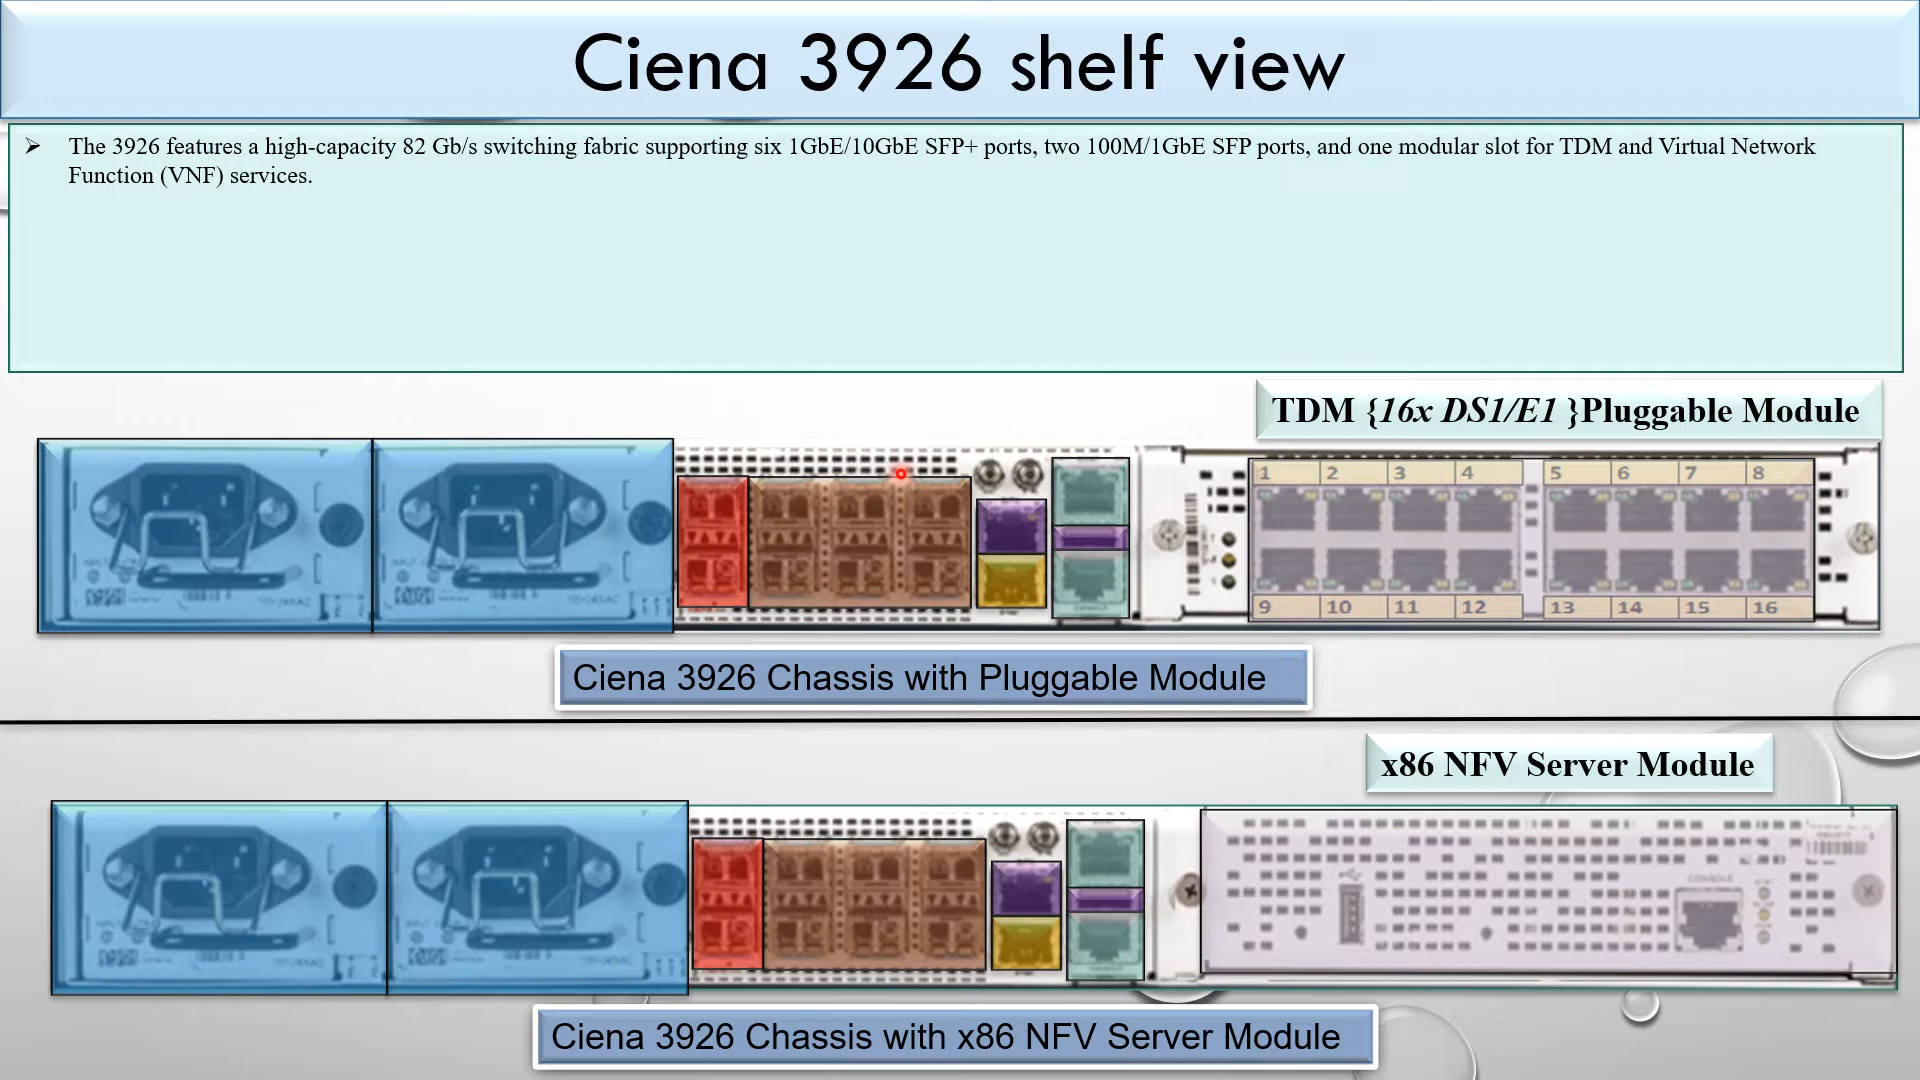 Ciena 3926 shelf view
➢ The 3926 features a high-capacity 82 Gb/s switching fabric supporting six 1GbE/10GbE SFP+ ports, two 100M/1GbE SFP ports, and one modular slot for TDM and Virtual Network
Function (VNF) services.
TDM {16x DS1/E1 }Pluggable Module
1 2 3 4 5 6 7 8
9 10 11 12 13 14 15 16
Ciena 3926 Chassis with Pluggable Module
x86 NFV Server Module
CONSOLE
Ciena 3926 Chassis with x86 NFV Server Module